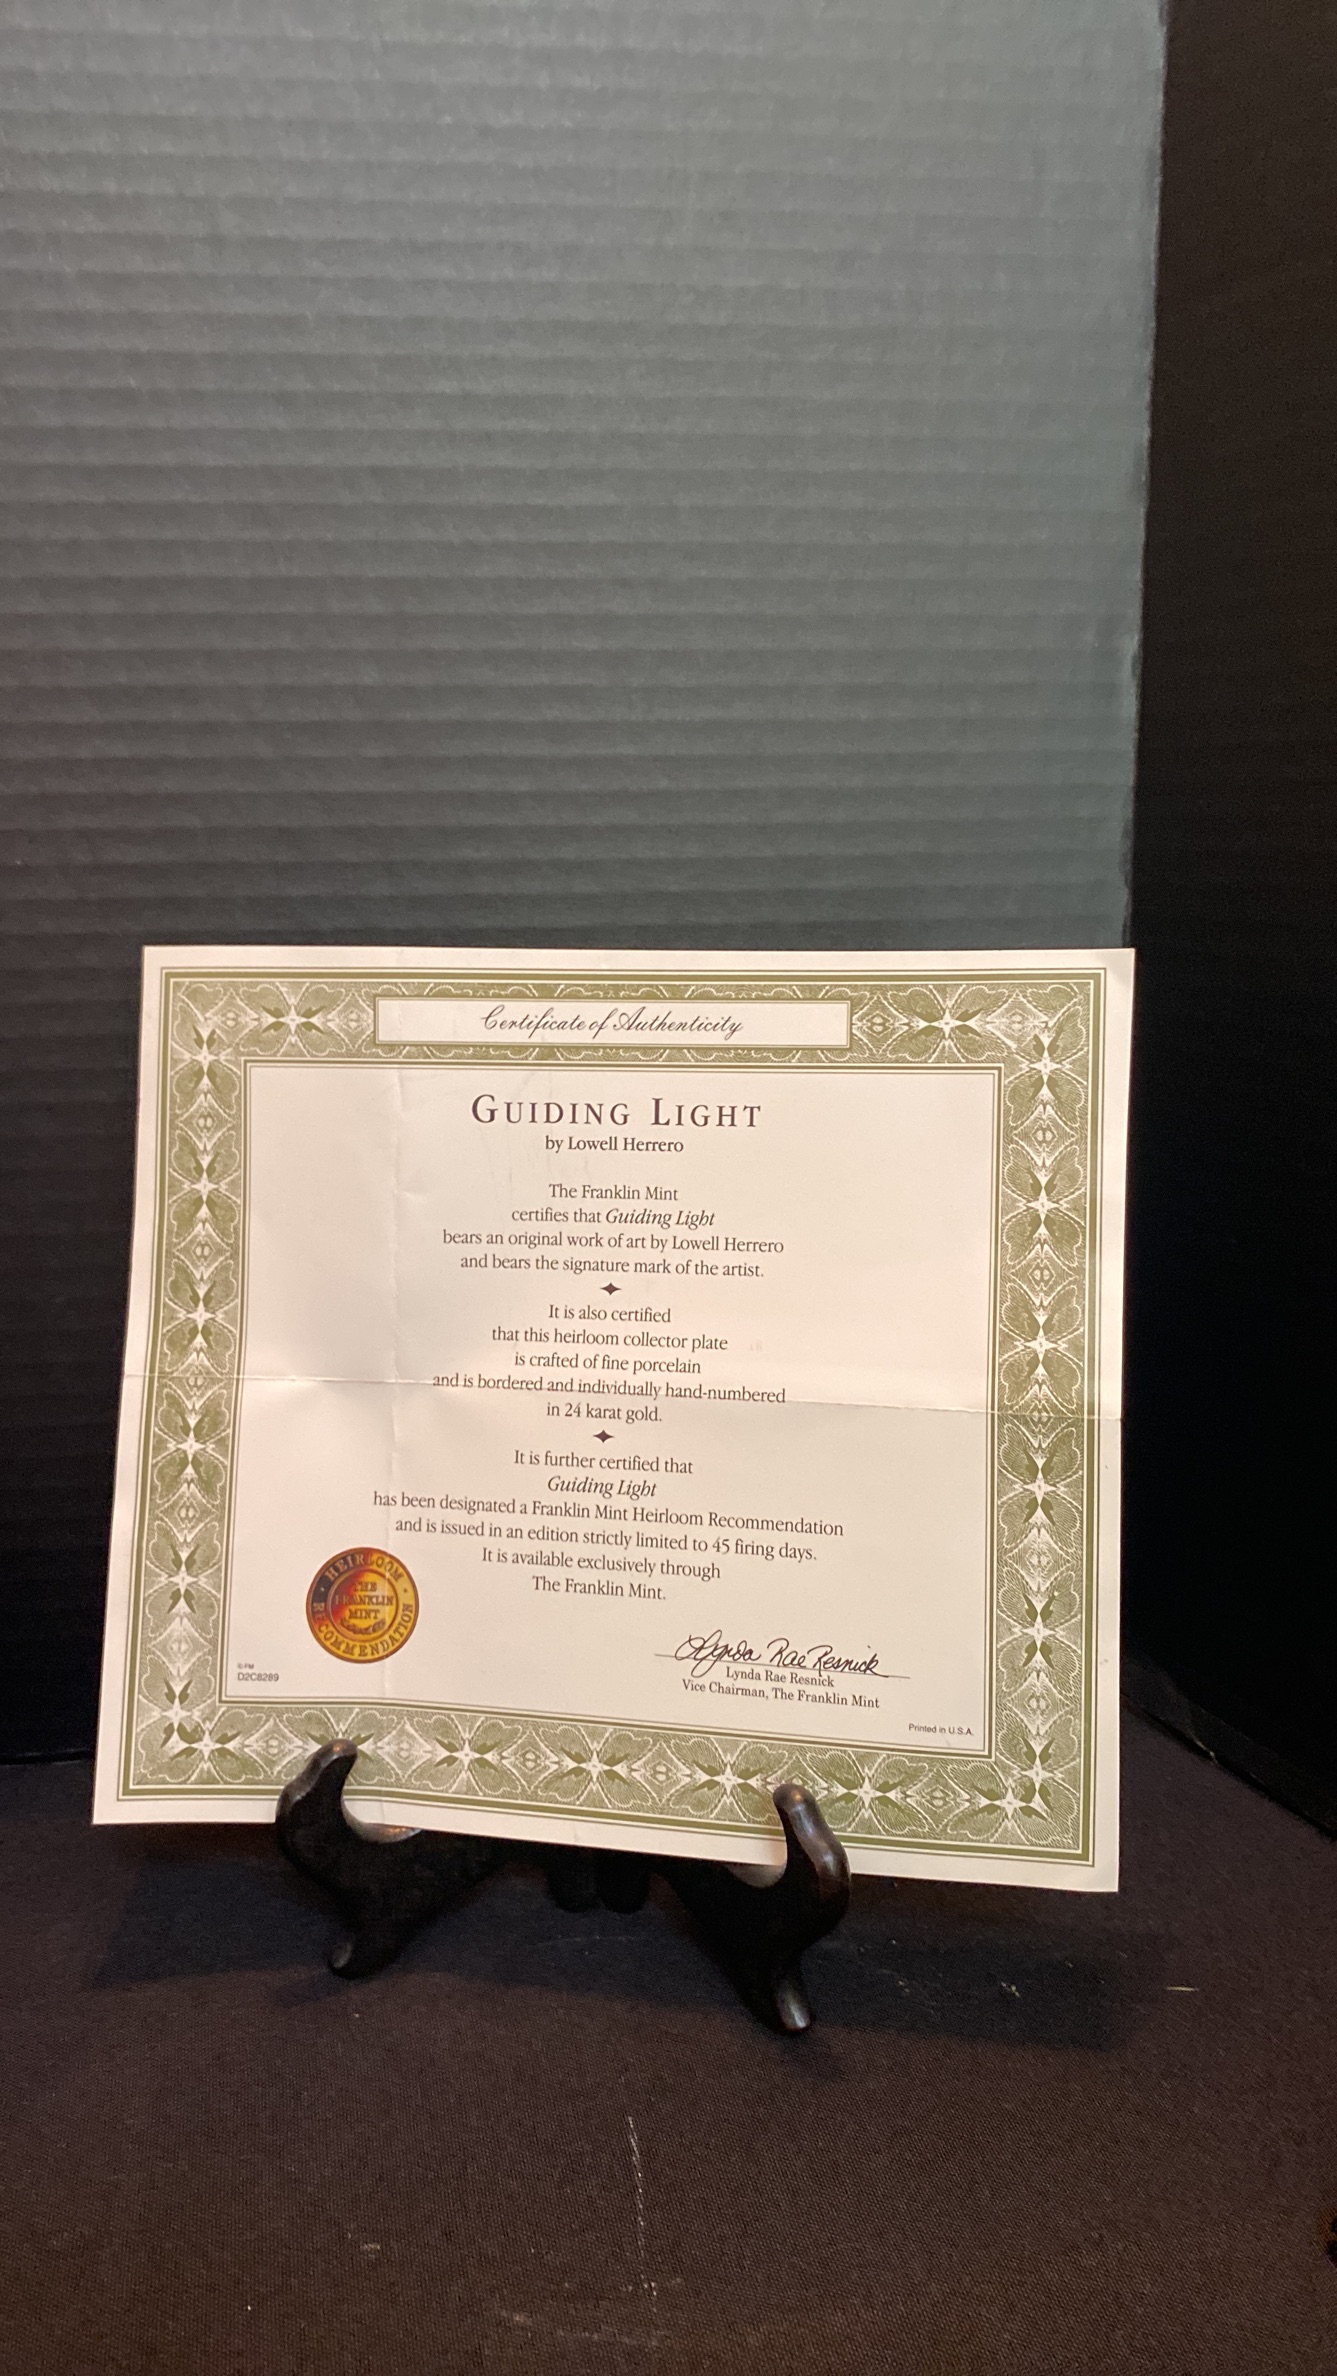 Certificate of Authenticity
GUIDING LIGHT
by Lowell Herrero
The Franklin Mint
certifies that Guiding Light
bears an original work of art by Lowell Herrero
and bears the signature mark of the artist.
It is also certified
that this heirloom collector plate
is crafted of fine porcelain
and is bordered and individually hand-numbered
in 24 karat gold.
It is further certified that
Guiding Light
has been designated a Franklin Mint Heirloom Recommendation
and is issued in an edition strictly limited to 45 firing days.
It is available exclusively through
The Franklin Mint.
HEIRLOOM
THE
FRANKLIN
MINT
RECOMMENDATION
Lynda Rae Resnick
Lynda Rae Resnick
Vice Chairman, The Franklin Mint
© FM
D2C8289
Printed in U.S.A.